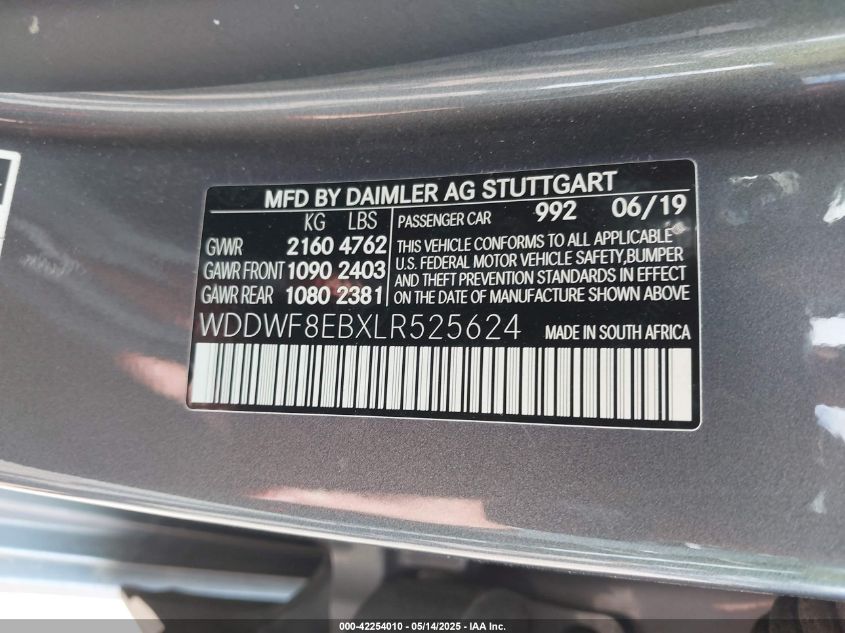 MFD BY DAIMLER AG STUTTGART
KG LBS
GVWR 2160 4762
GAWR FRONT 1090 2403
GAWR REAR 1080 2381
PASSENGER CAR 992 06/19
THIS VEHICLE CONFORMS TO ALL APPLICABLE
U.S. FEDERAL MOTOR VEHICLE SAFETY,BUMPER
AND THEFT PREVENTION STANDARDS IN EFFECT
ON THE DATE OF MANUFACTURE SHOWN ABOVE
WDDWF8EBXLR525624 MADE IN SOUTH AFRICA
000-42254010 - 05/14/2025 - IAA Inc.